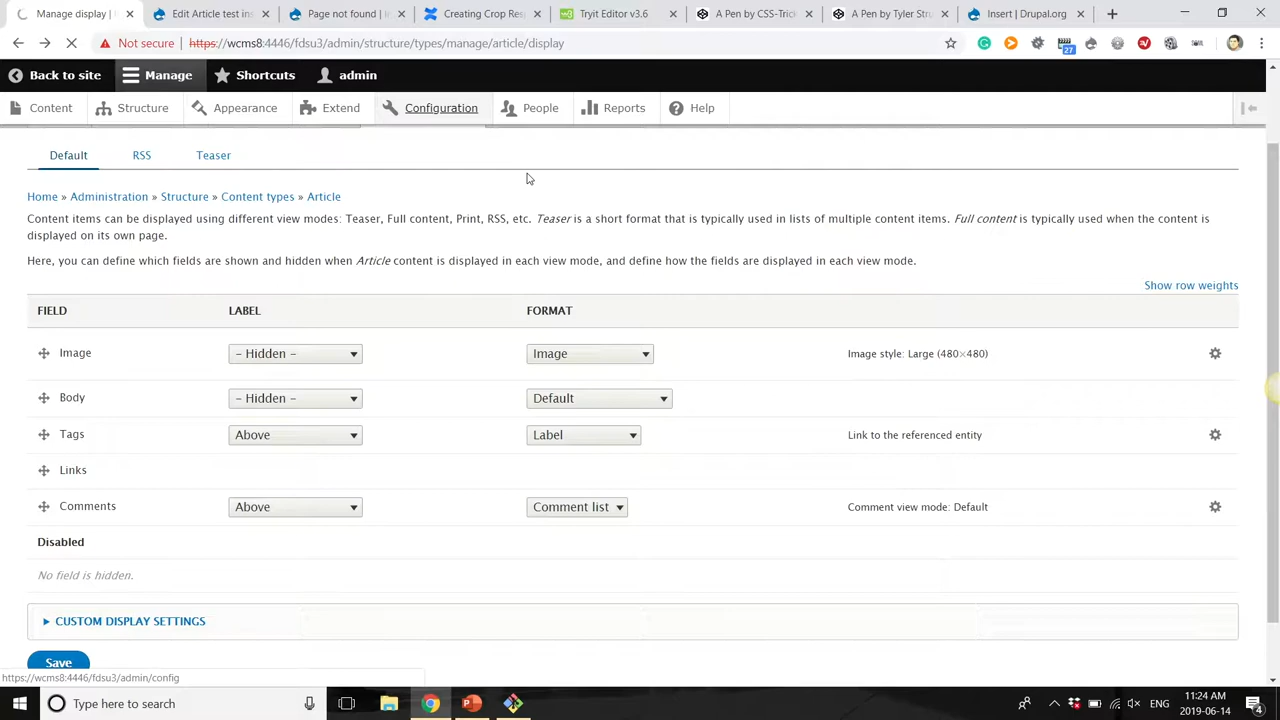 Edit Article test ins
Page not found | In
Creating Crop Resp
Tryit Editor v3.6
A Pen by CSS-Trick
A Pen by Tyler Stu
Insert | Drupal.org
Not secure https://wcms8:4446/fdsu3/admin/structure/types/manage/article/display
27
Back to site Manage Shortcuts admin
Content Structure Appearance Extend Configuration People Reports Help
Default RSS Teaser
Home » Administration » Structure » Content types » Article
Content items can be displayed using different view modes: Teaser, Full content, Print, RSS, etc. Teaser is a short format that is typically used in lists of multiple content items. Full content is typically used when the content is
displayed on its own page.
Here, you can define which fields are shown and hidden when Article content is displayed in each view mode, and define how the fields are displayed in each view mode.
Show row weights
FIELD LABEL FORMAT
Image - Hidden - Image Image style: Large (480×480)
Body - Hidden - Default
Tags Above Label Link to the referenced entity
Links
Comments Above Comment list Comment view mode: Default
Disabled
No field is hidden.
CUSTOM DISPLAY SETTINGS
Save
https://wcms8:4446/fdsu3/admin/config
Type here to search
ENG
11:24 AM
2019-06-14
4